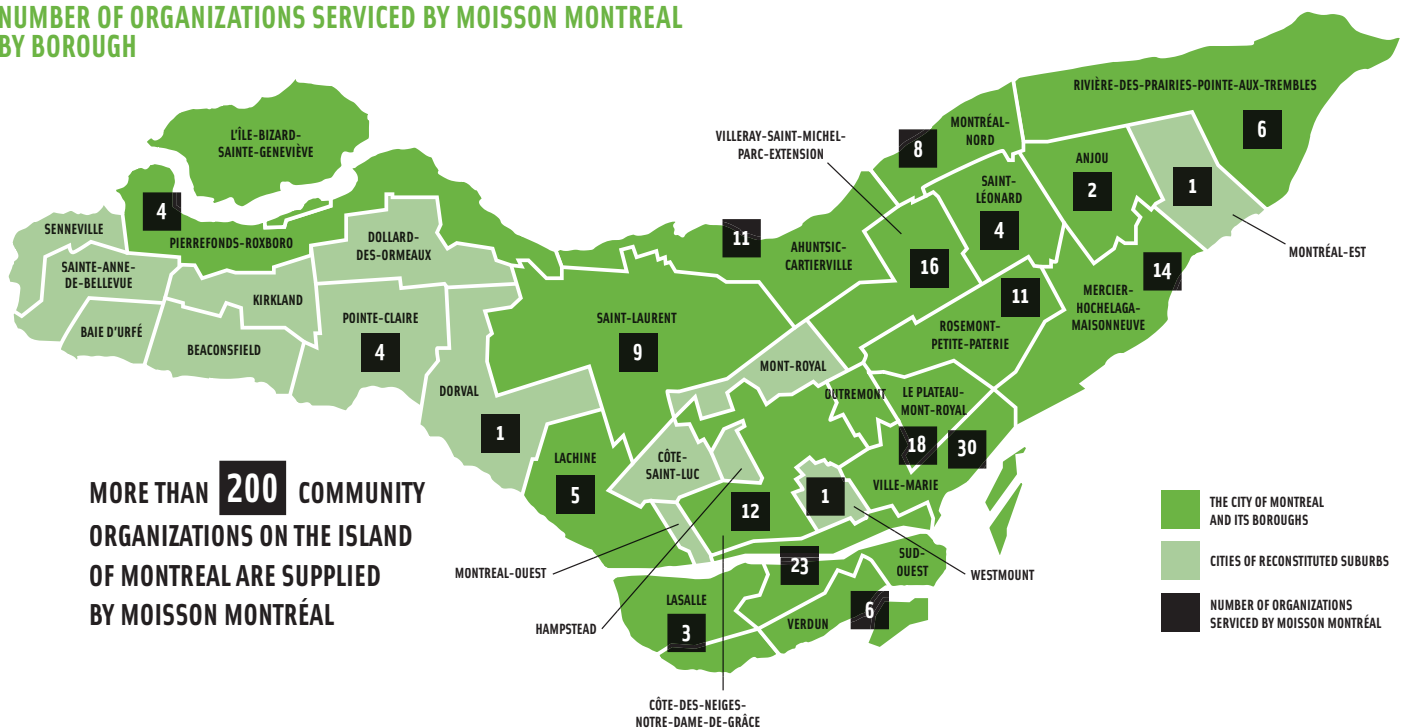 NUMBER OF ORGANIZATIONS SERVICED BY MOISSON MONTREAL
BY BOROUGH
RIVIÈRE-DES-PRAIRIES-POINTE-AUX-TREMBLES
6
MONTRÉAL-
NORD
8
VILLERAY-SAINT-MICHEL-
PARC-EXTENSION
16
L'ÎLE-BIZARD-
SAINTE-GENEVIÈVE
ANJOU
2
1
MONTRÉAL-EST
SAINT-
LÉONARD
4
4
PIERREFONDS-ROXBORO
SENNEVILLE
DOLLARD-
DES-ORMEAUX
11
AHUNTSIC-
CARTIERVILLE
SAINTE-ANNE-
DE-BELLEVUE
KIRKLAND
14
MERCIER-
HOCHELAGA-
MAISONNEUVE
11
ROSEMONT-
PETITE-PATERIE
BAIE D'URFÉ
BEACONSFIELD
POINTE-CLAIRE
4
SAINT-LAURENT
9
MONT-ROYAL
DORVAL
1
OUTREMONT
LE PLATEAU-
MONT-ROYAL
18
30
VILLE-MARIE
LACHINE
5
CÔTE-
SAINT-LUC
12
1
MORE THAN 200 COMMUNITY
ORGANIZATIONS ON THE ISLAND
OF MONTREAL ARE SUPPLIED
BY MOISSON MONTRÉAL
MONTREAL-OUEST
HAMPSTEAD
23
SUD-
OUEST
WESTMOUNT
LASALLE
3
VERDUN
6
CÔTE-DES-NEIGES-
NOTRE-DAME-DE-GRÂCE
THE CITY OF MONTREAL
AND ITS BOROUGHS
CITIES OF RECONSTITUTED SUBURBS
NUMBER OF ORGANIZATIONS
SERVICED BY MOISSON MONTRÉAL